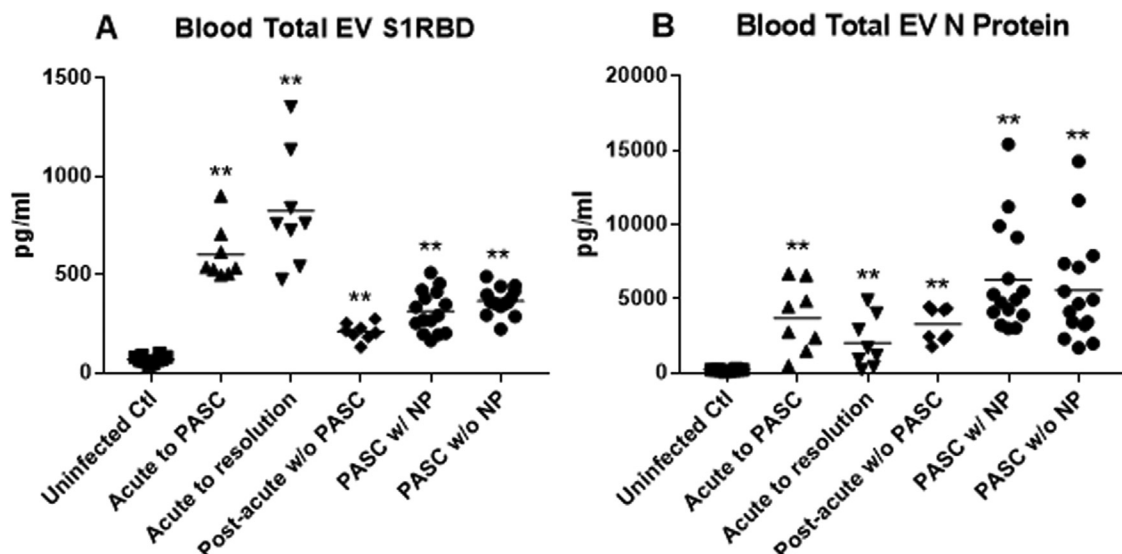 A Blood Total EV S1RBD
1500
1000
500
0
pg/ml
** ** ** ** **
Uninfected Ctl
Acute to PASC
Acute to resolution
Post-acute w/o PASC
PASC w/ NP
PASC w/o NP
B Blood Total EV N Protein
20000
15000
10000
5000
0
pg/ml
** ** ** ** **
Uninfected Ctl
Acute to PASC
Acute to resolution
Post-acute w/o PASC
PASC w/ NP
PASC w/o NP